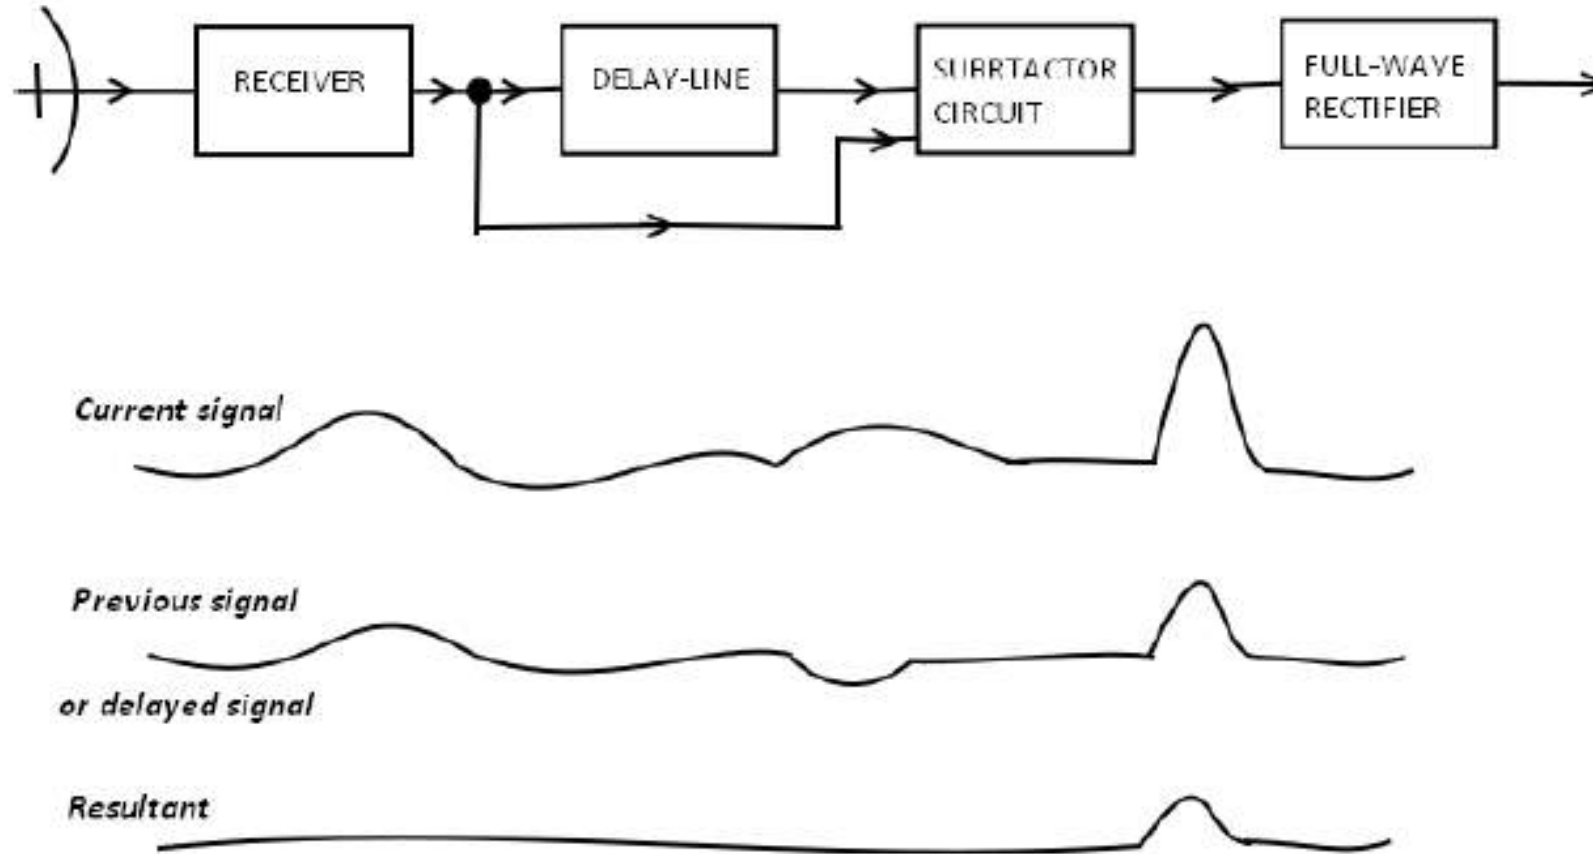 RECEIVER
DELAY-LINE
SUBRTACTOR
CIRCUIT
FULL-WAVE
RECTIFIER
Current signal
Previous signal
or delayed signal
Resultant